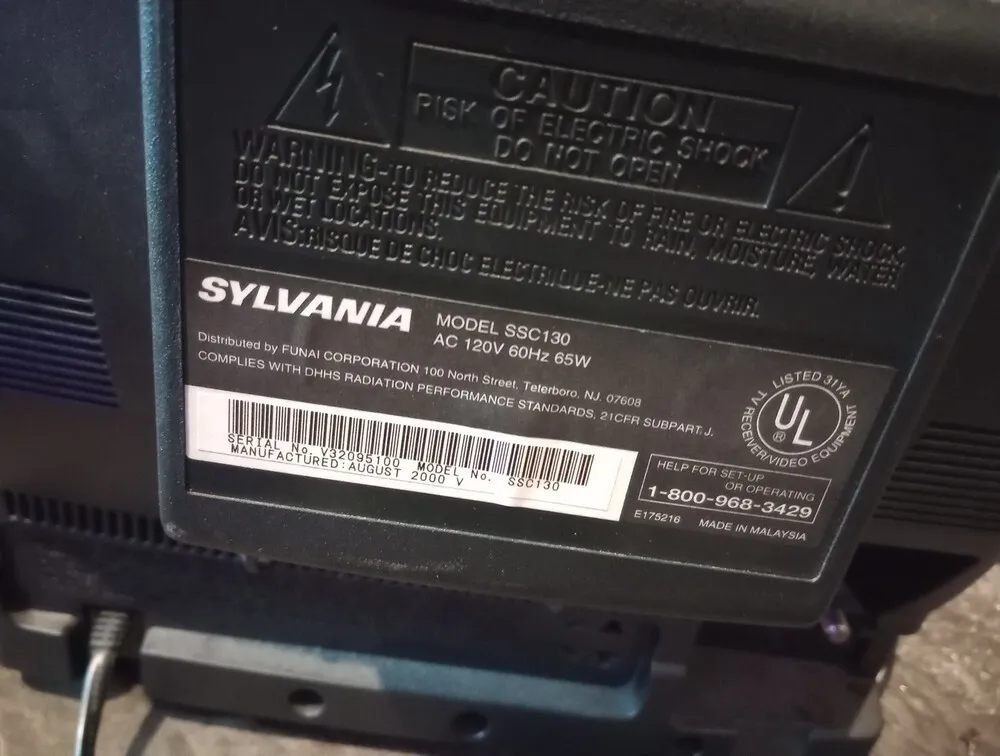 CAUTION
RISK OF ELECTRIC SHOCK
DO NOT OPEN
WARNING-TO REDUCE THE RISK OF FIRE OR ELECTRIC SHOCK,
DO NOT EXPOSE THIS EQUIPMENT TO RAIN, MOISTURE, WATER
OR WET LOCATIONS.
AVIS:RISQUE DE CHOC ELECTRIQUE-NE PAS OUVRIR.
SYLVANIA
MODEL SSC130
AC 120V 60Hz 65W
Distributed by FUNAI CORPORATION 100 North Street, Teterboro, NJ. 07608
COMPLIES WITH DHHS RADIATION PERFORMANCE STANDARDS, 21CFR SUBPART J.
LISTED 31YA
UL
®
TV RECEIVER/VIDEO EQUIPMENT
SERIAL No. V32095100 MODEL No. SSC130
MANUFACTURED:AUGUST 2000 V
HELP FOR SET-UP
OR OPERATING
1-800-968-3429
E175216 MADE IN MALAYSIA